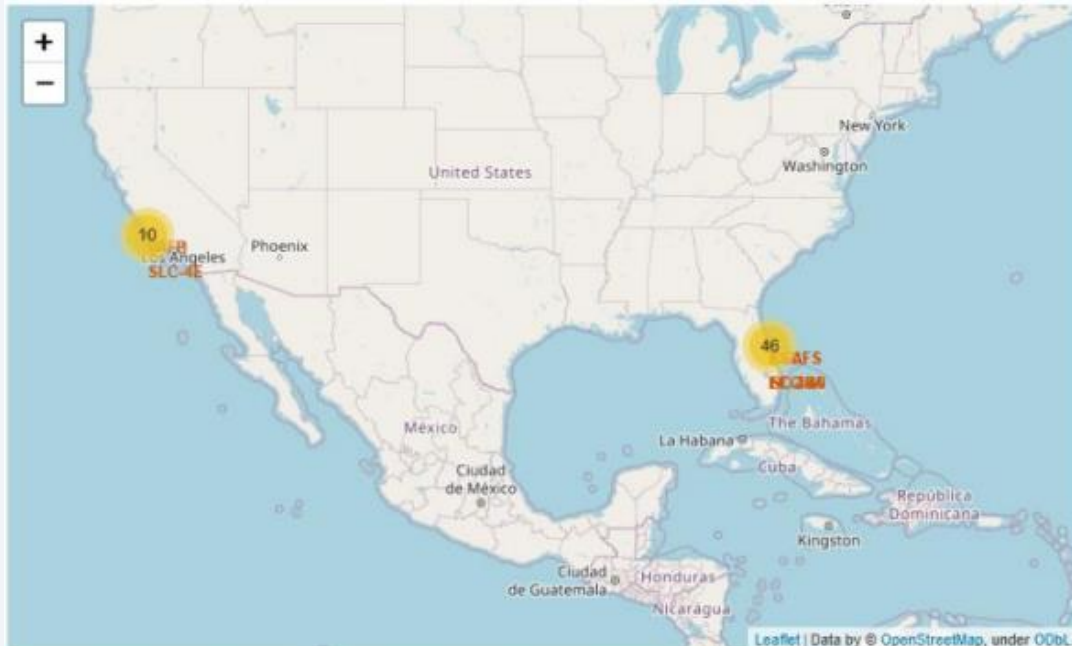 +
−
New York
Washington
United States
10
Los Angeles
SLC-4E
Phoenix
46
The Bahamas
México
La Habana
Cuba
Ciudad
de México
República
Dominicana
Kingston
Ciudad
de Guatemala
Honduras
Nicaragua
Leaflet | Data by © OpenStreetMap, under ODbL